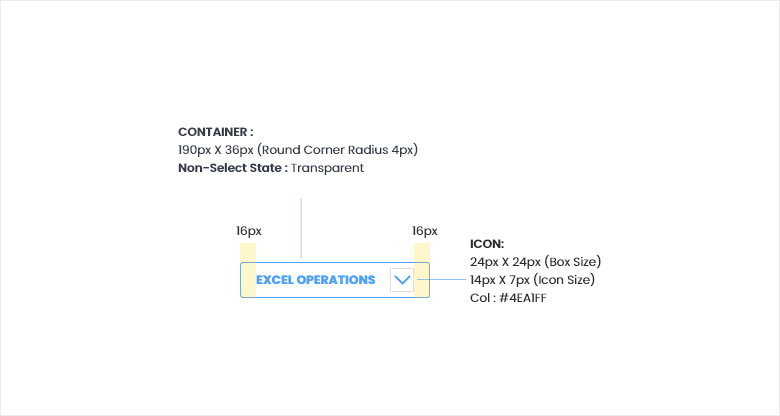 CONTAINER :
190px X 36px (Round Corner Radius 4px)
Non-Select State : Transparent
16px
16px
ICON:
24px X 24px (Box Size)
EXCEL OPERATIONS
14px X 7px (Icon Size)
Col : #4EA1FF